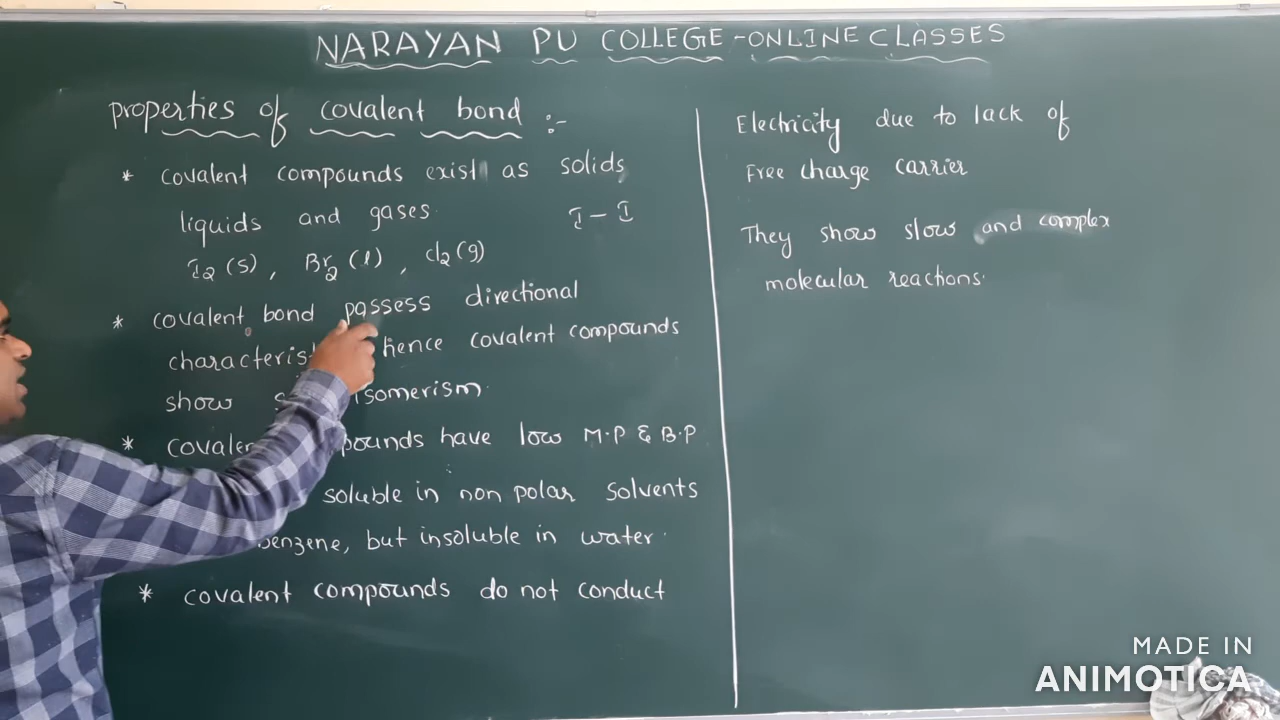 NARAYAN PU COLLEGE - ONLINE CLASSES
properties of covalent bond :-
* covalent compounds exist as solids
liquids and gases. I - I
I2 (s) , Br2 (l) , Cl2 (g)
* covalent bond passess directional
hence covalent compounds
show isomerism.
* have low M.P & B.P
soluble in non polar solvents
benzene, but insoluble in water.
* covalent compounds do not conduct
Electricity due to lack of
Free charge carrier
They show slow and complex
molecular reactions.
MADE IN
ANIMOTICA